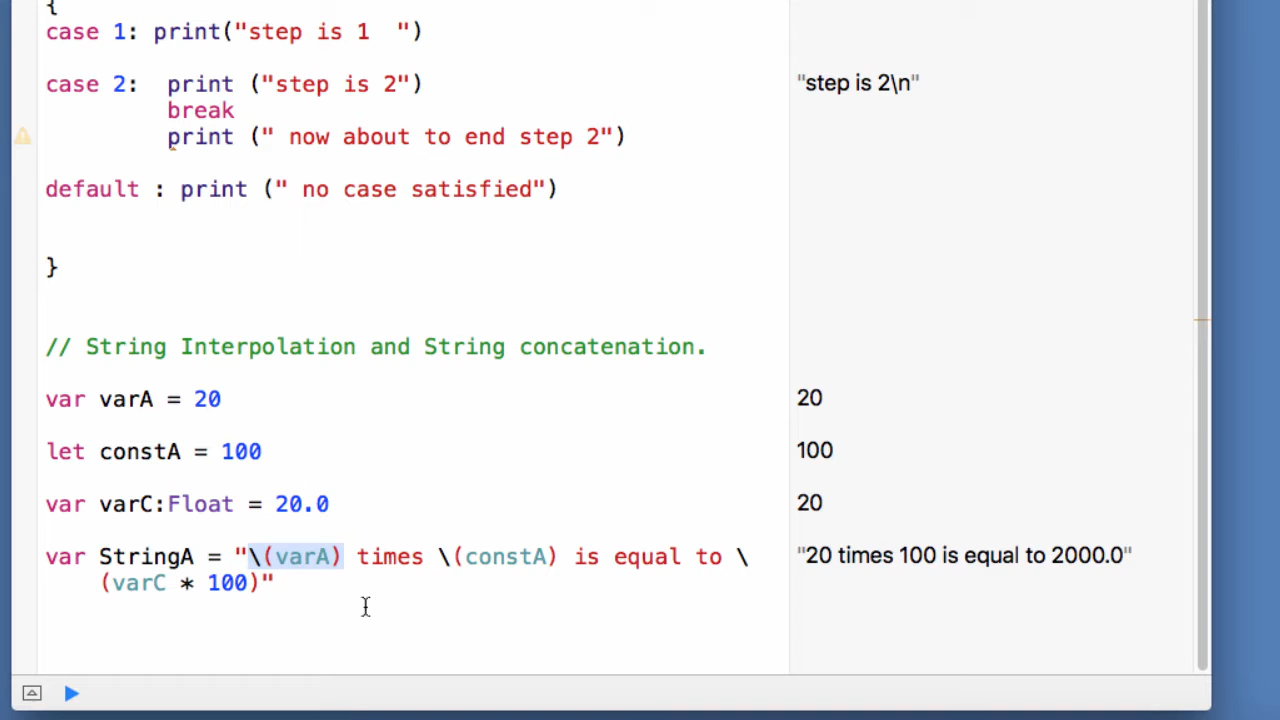 {
case 1: print("step is 1  ")
case 2:  print ("step is 2")
"step is 2\n"
break
print (" now about to end step 2")
default : print (" no case satisfied")
}
// String Interpolation and String concatenation.
var varA = 20
20
let constA = 100
100
var varC:Float = 20.0
20
var StringA = "\(varA) times \(constA) is equal to \
"20 times 100 is equal to 2000.0"
(varC * 100)"